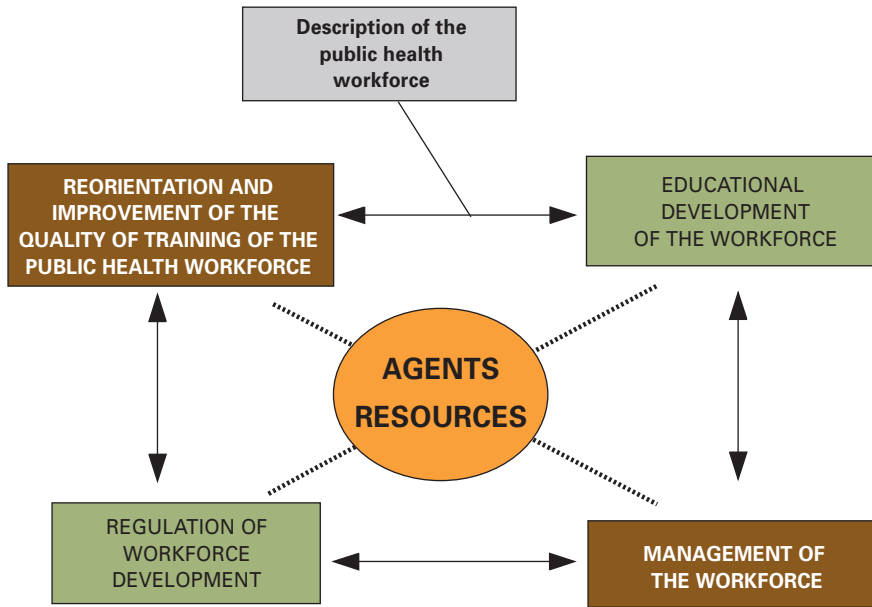 Description of the
public health
workforce
REORIENTATION AND
IMPROVEMENT OF THE
QUALITY OF TRAINING OF THE
PUBLIC HEALTH WORKFORCE
EDUCATIONAL
DEVELOPMENT
OF THE WORKFORCE
AGENTS
RESOURCES
REGULATION OF
WORKFORCE
DEVELOPMENT
MANAGEMENT OF
THE WORKFORCE